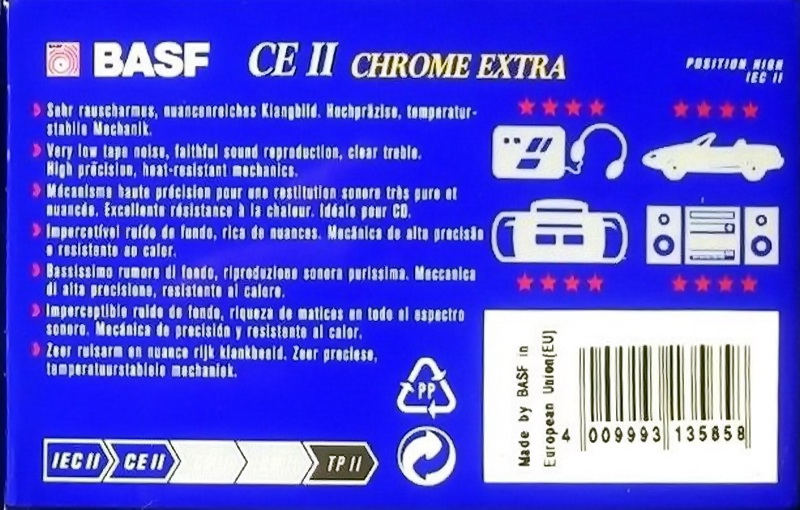 BASF CE II CHROME EXTRA
POSITION HIGH
IEC II
Sehr rauscharmes, nuancenreiches Klangbild. Hochpräzise, temperatur-
stabile Mechanik.
Very low tape noise, faithful sound reproduction, clear treble.
High précision, heat-resistant mechanics.
Mécanisme haute précision pour une restitution sonore très pure et
nuancée. Excellente résistance à la chaleur. Idéale pour CD.
Impercetível ruído de fundo, rica de nuances. Mecânica de alta precisão
e resistente ao calor.
Bassissimo rumore di fondo, riproduzione sonora purissima. Meccanica
di alta precisione, resistente al calore.
Imperceptible ruido de fondo, riqueza de matices en todo el espectro
sonoro. Mecánica de precisión y resistente al calor.
Zeer ruisarm en nuance rijk klankbeeld. Zeer preciese,
temperatuurstabiele mechaniek.
PP
IEC II CE II TP II
Made by BASF in
European Union(EU)
4 009993 135858